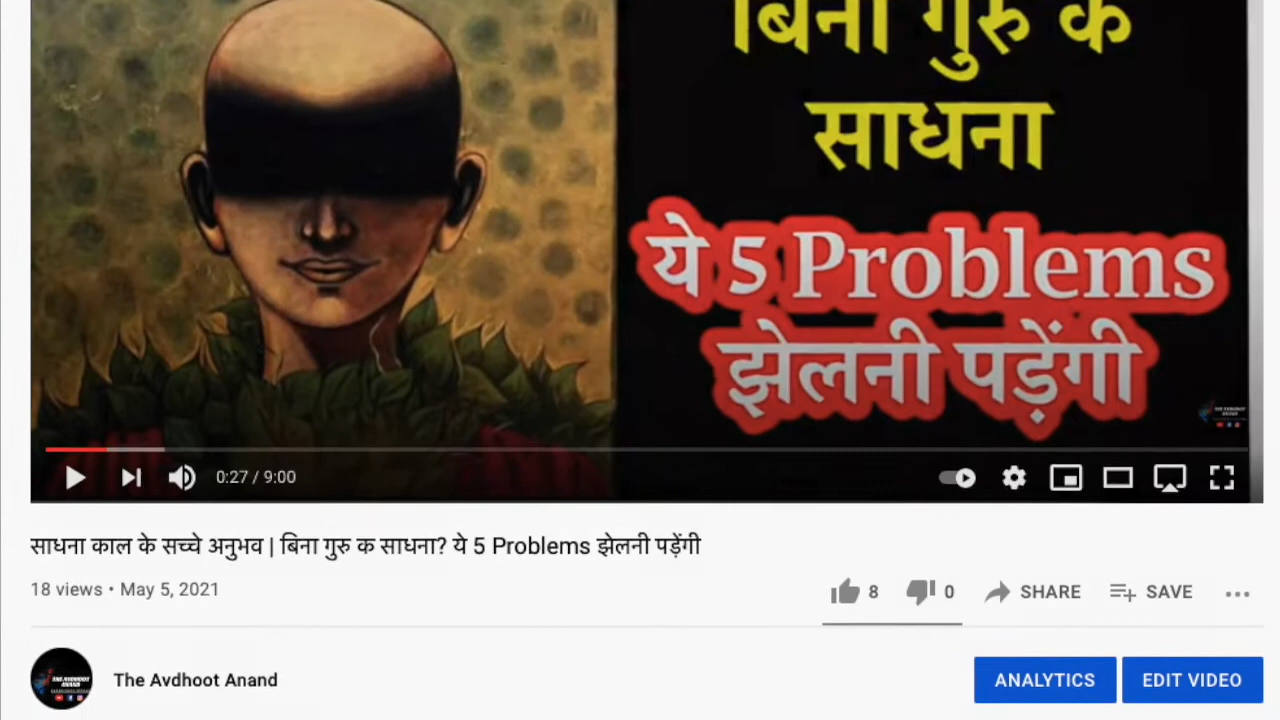 बिना गुरु क
साधना
ये 5 Problems
झेलनी पड़ेंगी
0:27 / 9:00
साधना काल के सच्चे अनुभव | बिना गुरु क साधना? ये 5 Problems झेलनी पड़ेंगी
18 views • May 5, 2021
8 0 SHARE SAVE
The Avdhoot Anand
ANALYTICS EDIT VIDEO